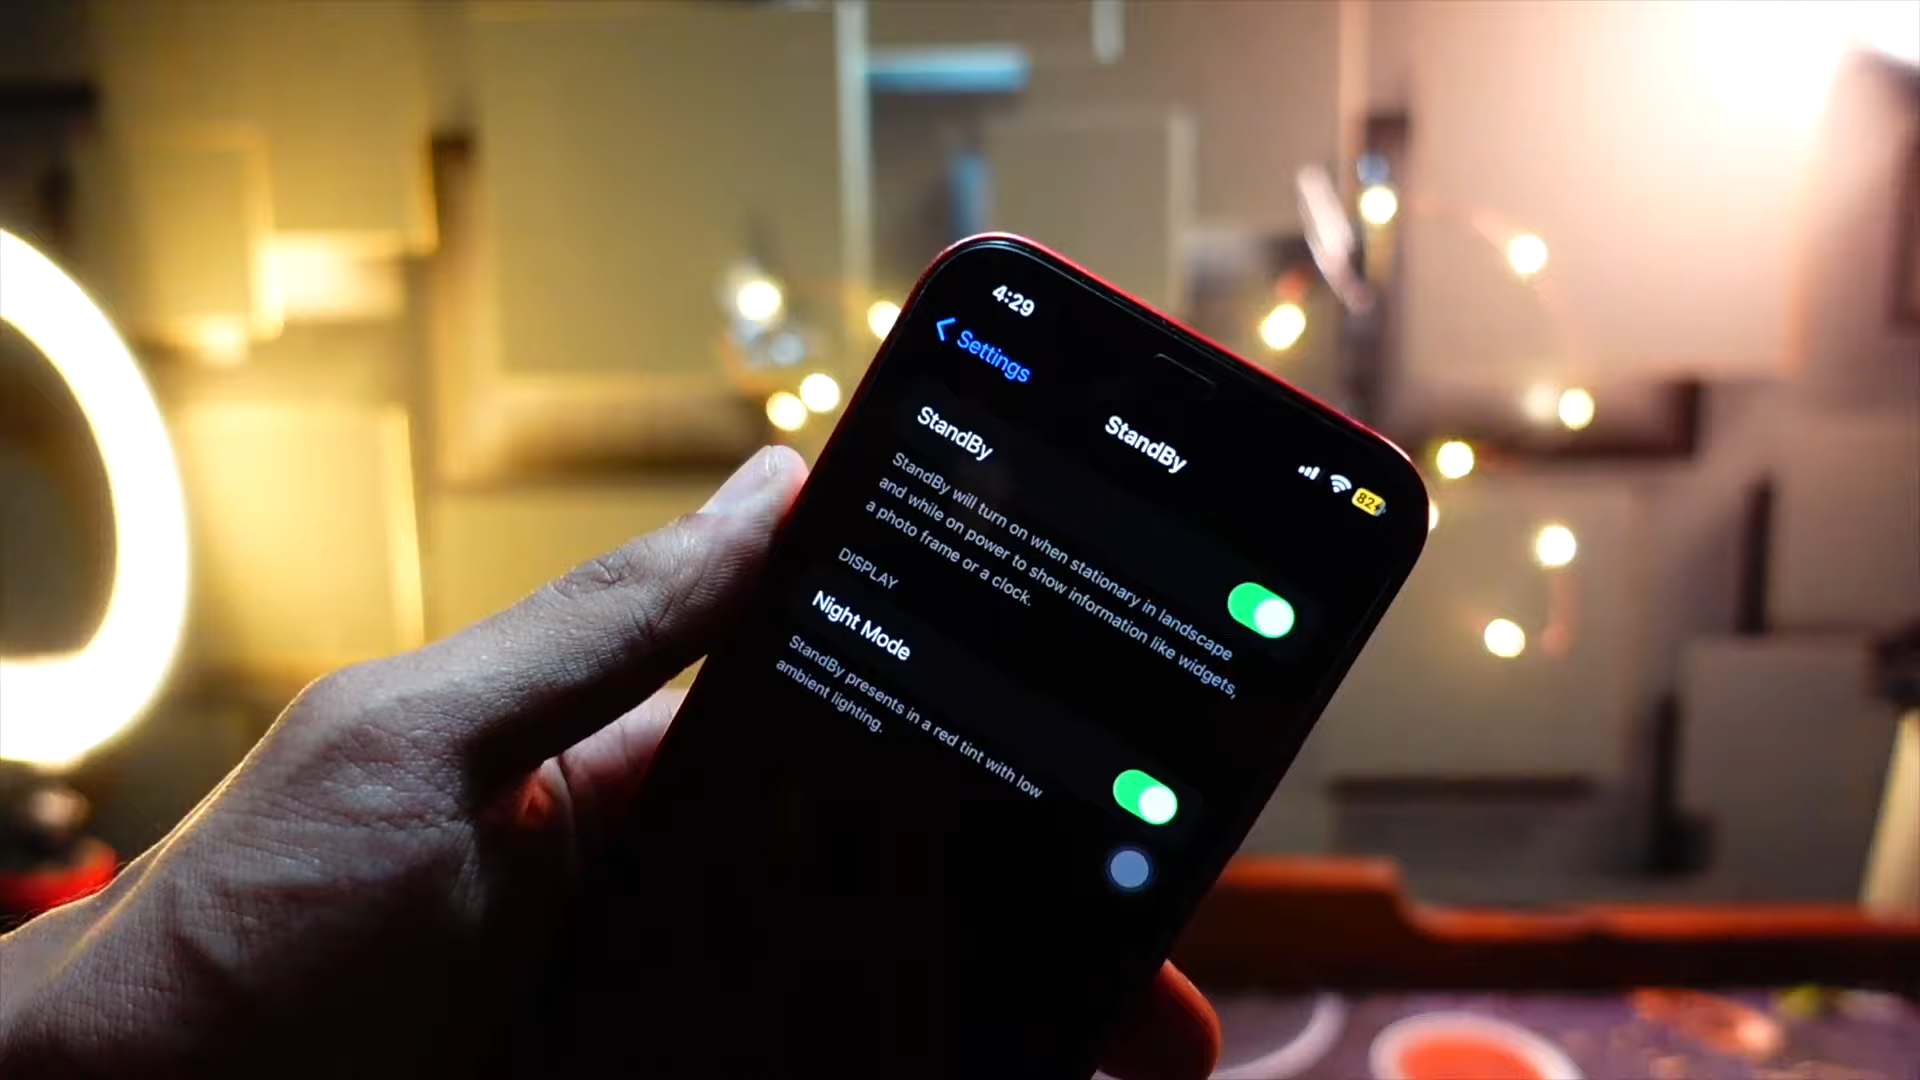 4:29
82
Settings
StandBy
StandBy
StandBy will turn on when stationary in landscape
and while on power to show information like widgets,
a photo frame or a clock.
DISPLAY
Night Mode
StandBy presents in a red tint with low
ambient lighting.